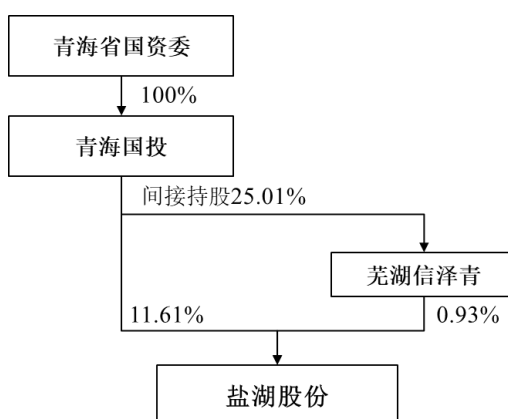 青海省国资委
100%
青海国投
间接持股25.01%
芜湖信泽青
11.61%
0.93%
盐湖股份